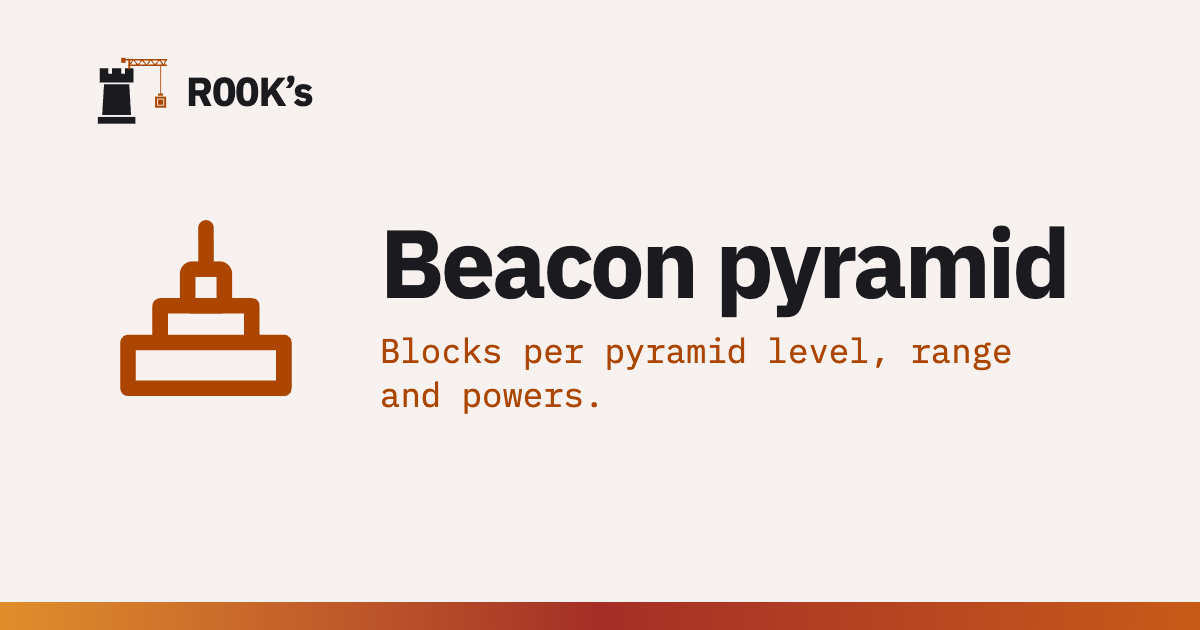 ROOK’s
Beacon pyramid
Blocks per pyramid level, range
and powers.